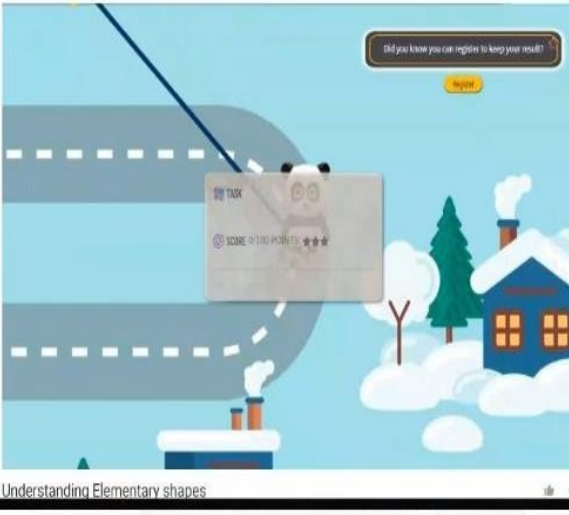 Did you know you can register to keep your result?
Register
TASK
SCORE 0/100 POINTS
Understanding Elementary shapes